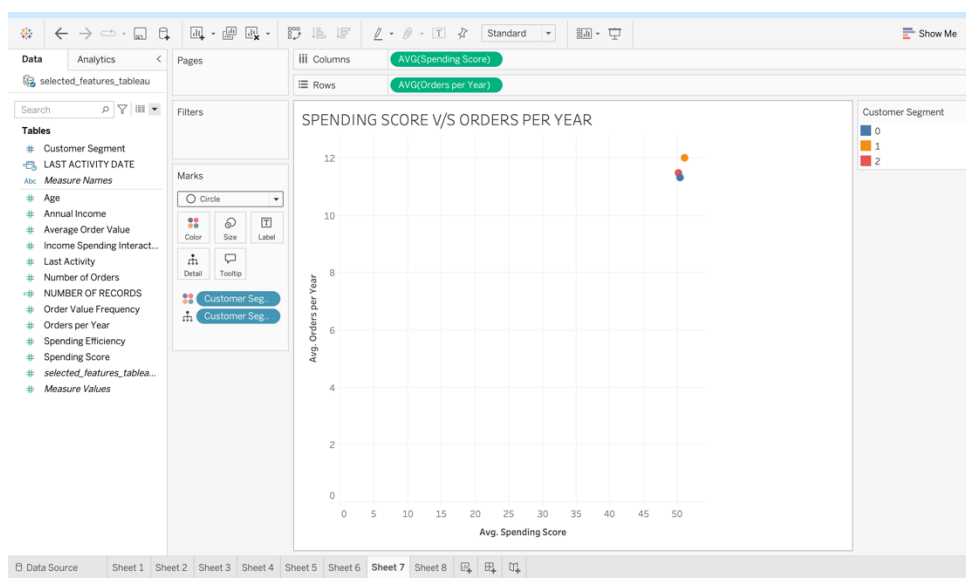 Standard
Show Me
Data
Analytics
Pages
Columns
AVG(Spending Score)
selected_features_tableau
Rows
AVG(Orders per Year)
Search
Filters
Tables
# Customer Segment
LAST ACTIVITY DATE
Abc Measure Names
# Age
# Annual Income
# Average Order Value
# Income Spending Interact...
# Last Activity
# Number of Orders
# NUMBER OF RECORDS
# Order Value Frequency
# Orders per Year
# Spending Efficiency
# Spending Score
# selected_features_tablea...
# Measure Values
Marks
Circle
Color
Size
T
Label
Detail
Tooltip
Customer Seg..
Customer Seg..
SPENDING SCORE V/S ORDERS PER YEAR
12
10
8
6
4
2
0
Avg. Orders per Year
0 5 10 15 20 25 30 35 40 45 50
Avg. Spending Score
Customer Segment
0
1
2
Data Source
Sheet 1
Sheet 2
Sheet 3
Sheet 4
Sheet 5
Sheet 6
Sheet 7
Sheet 8